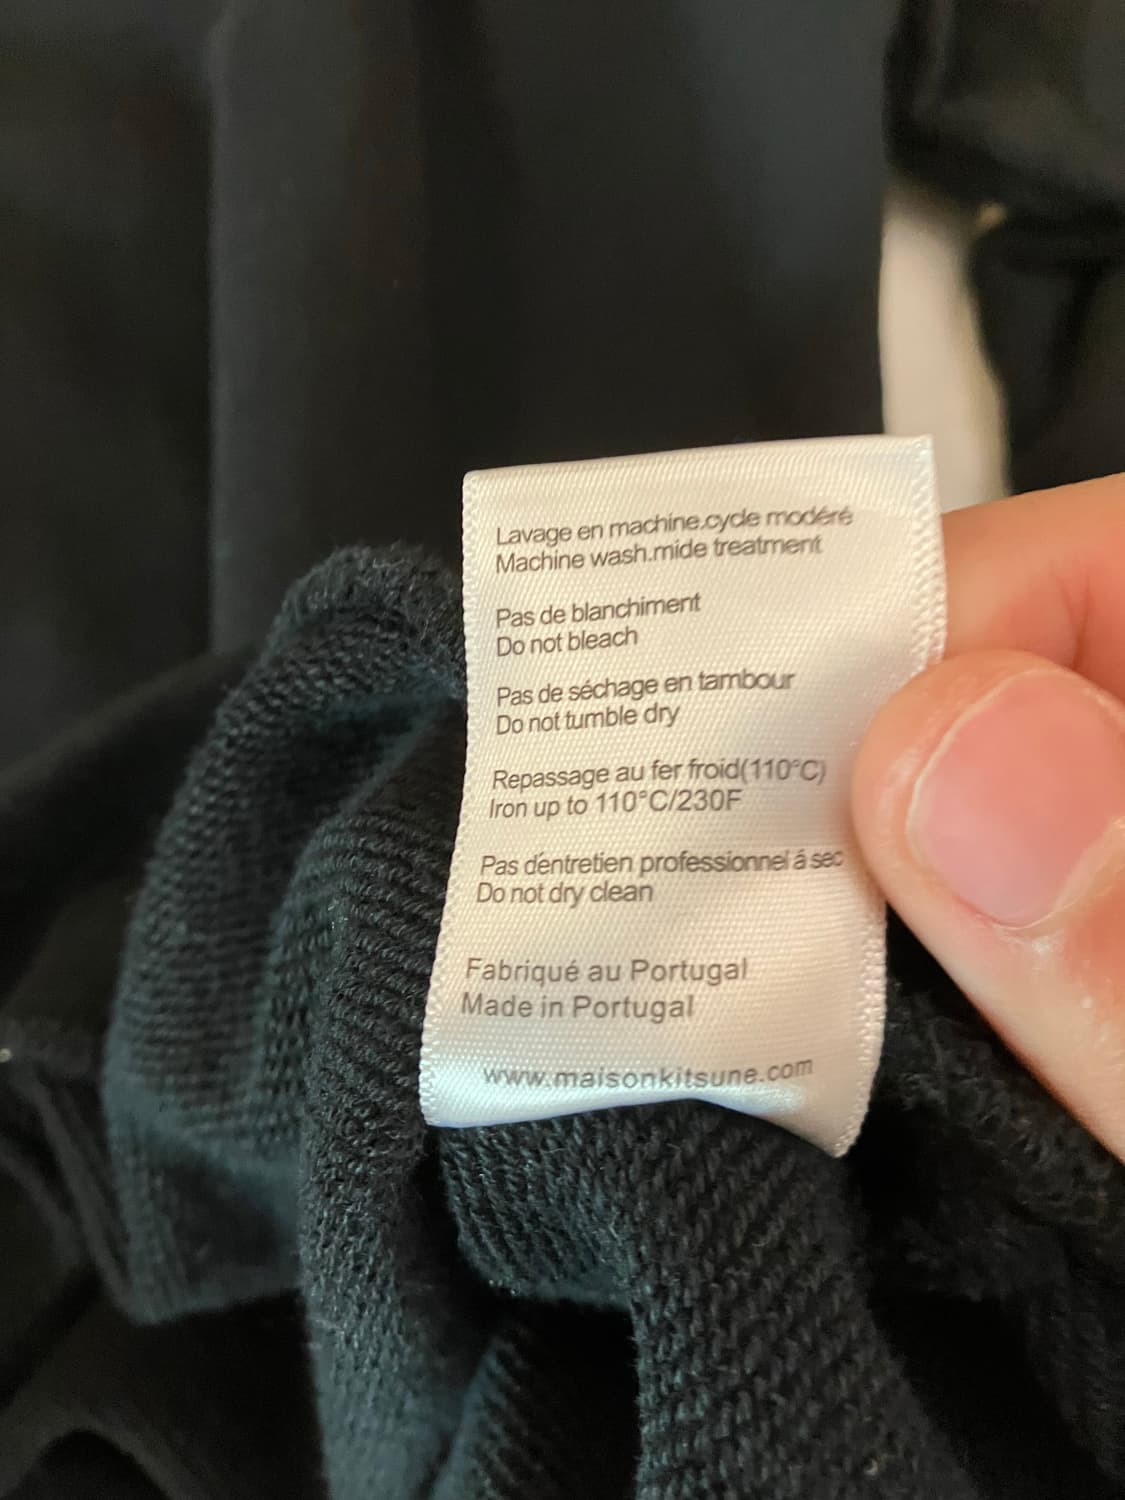 Lavage en machine.cycle modéré
Machine wash.mide treatment
Pas de blanchiment
Do not bleach
Pas de séchage en tambour
Do not tumble dry
Repassage au fer froid(110°C)
Iron up to 110°C/230F
Pas d'entretien professionnel á sec
Do not dry clean
Fabriqué au Portugal
Made in Portugal
www.maisonkitsune.com